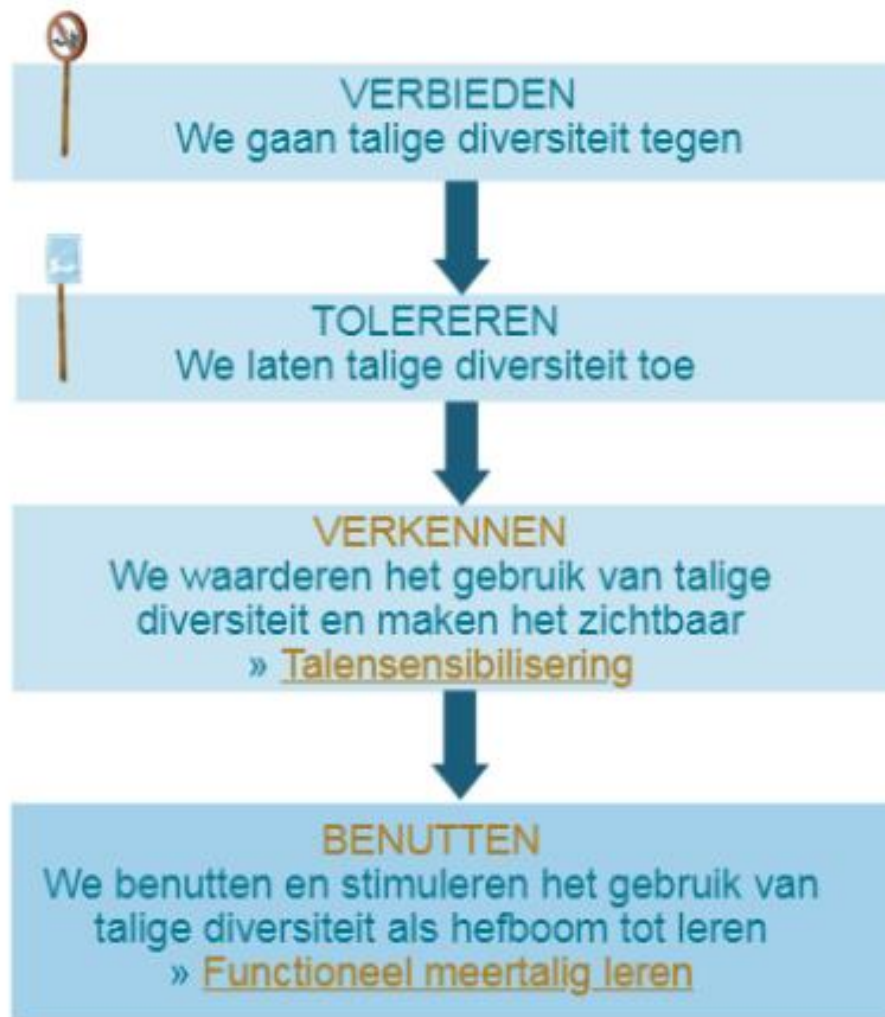 VERBIEDEN
We gaan talige diversiteit tegen
TOLEREREN
We laten talige diversiteit toe
VERKENNEN
We waarderen het gebruik van talige
diversiteit en maken het zichtbaar
» Talensensibilisering
BENUTTEN
We benutten en stimuleren het gebruik van
talige diversiteit als hefboom tot leren
» Functioneel meertalig leren